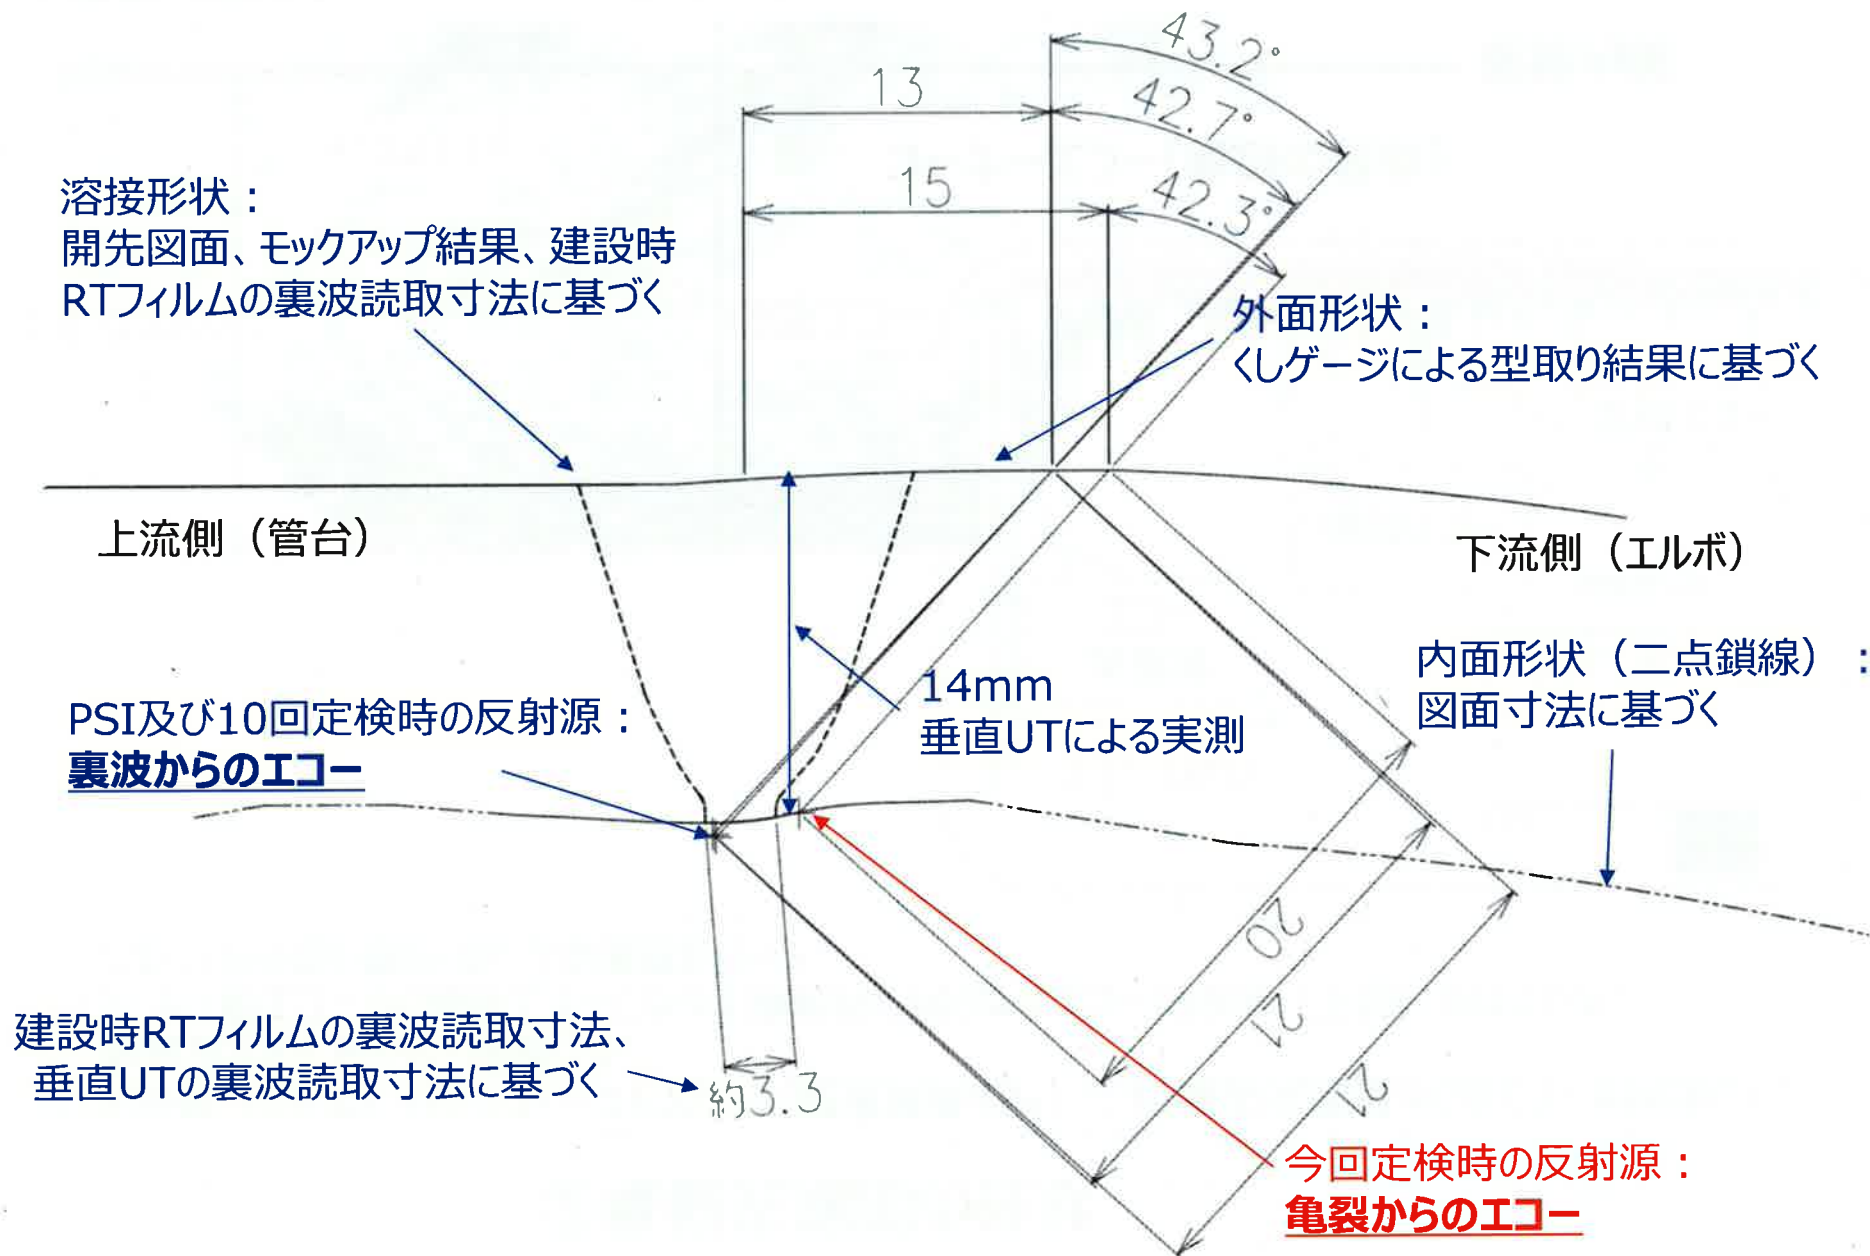 43.2°
13
42.7°
15
42.3°
溶接形状：
開先図面、モックアップ結果、建設時
RTフィルムの裏波読取寸法に基づく
外面形状：
くしゲージによる型取り結果に基づく
上流側（管台）
下流側（エルボ）
14mm
垂直UTによる実測
内面形状（二点鎖線）：
図面寸法に基づく
PSI及び10回定検時の反射源：
裏波からのエコー
20
21
21
建設時RTフィルムの裏波読取寸法、
垂直UTの裏波読取寸法に基づく
約3.3
今回定検時の反射源：
亀裂からのエコー